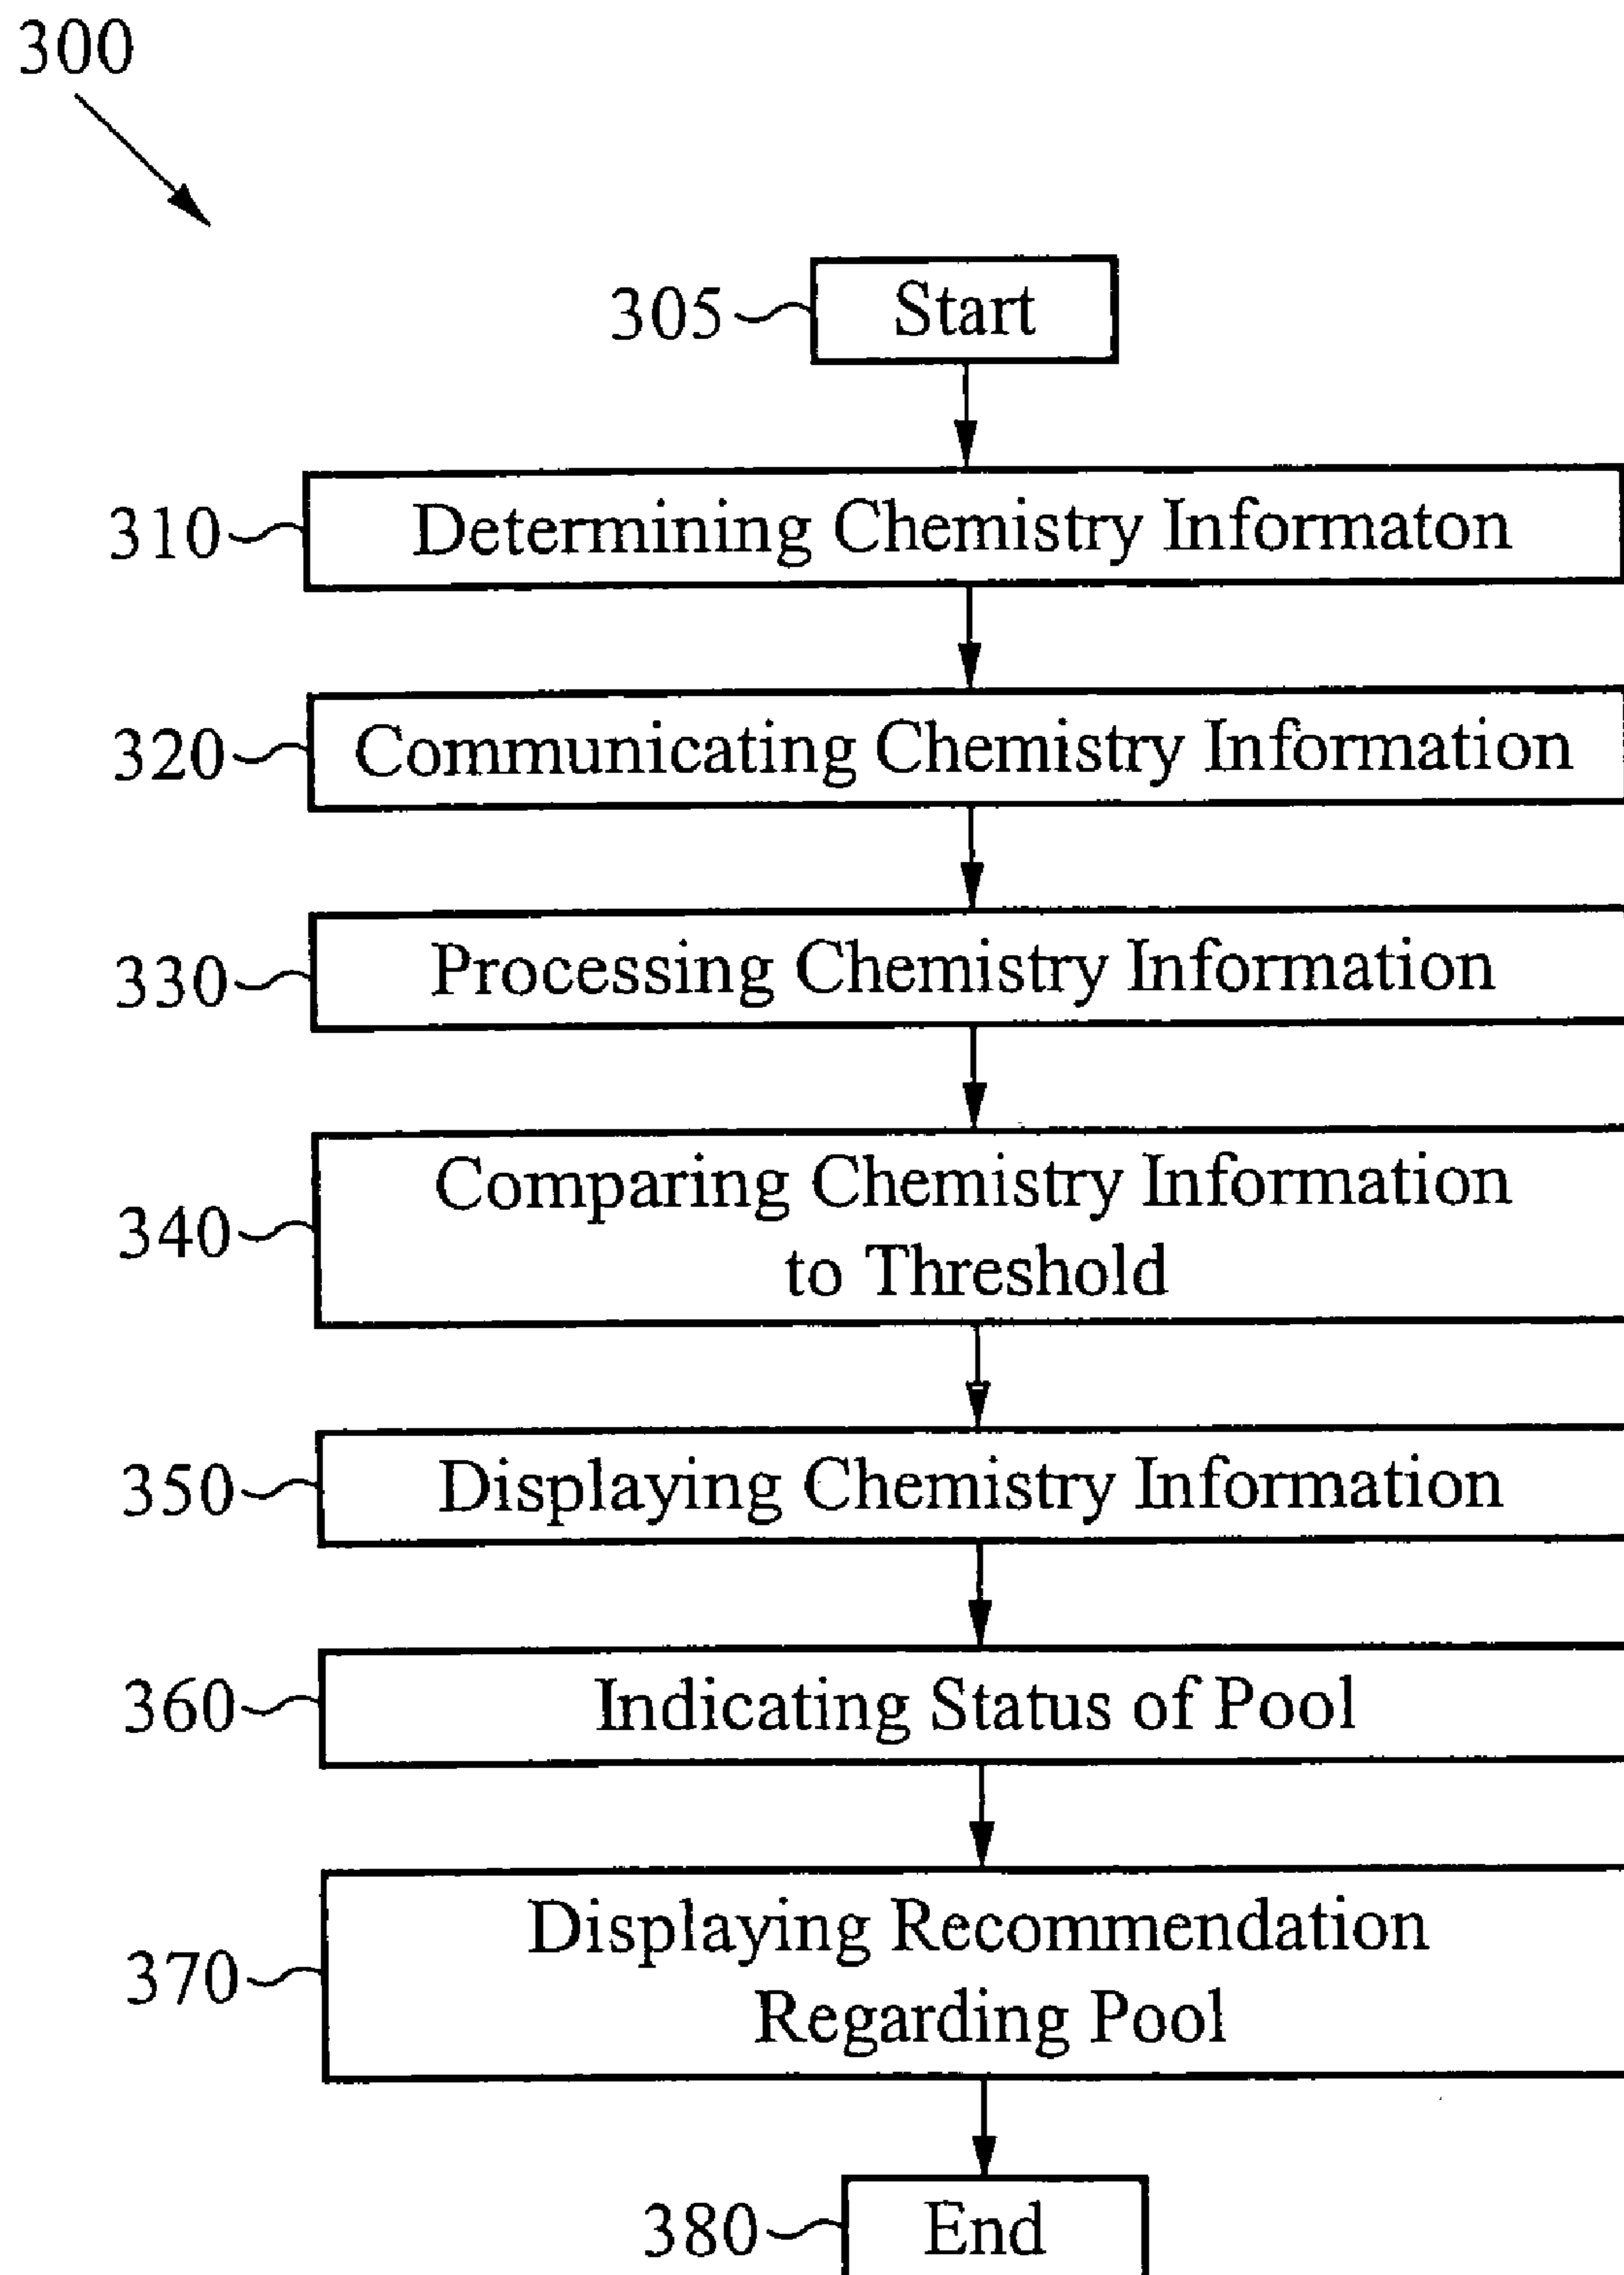 300
305 Start
310 Determining Chemistry Informaton
320 Communicating Chemistry Information
330 Processing Chemistry Information
340 Comparing Chemistry Information
to Threshold
350 Displaying Chemistry Information
360 Indicating Status of Pool
370 Displaying Recommendation
Regarding Pool
380 End